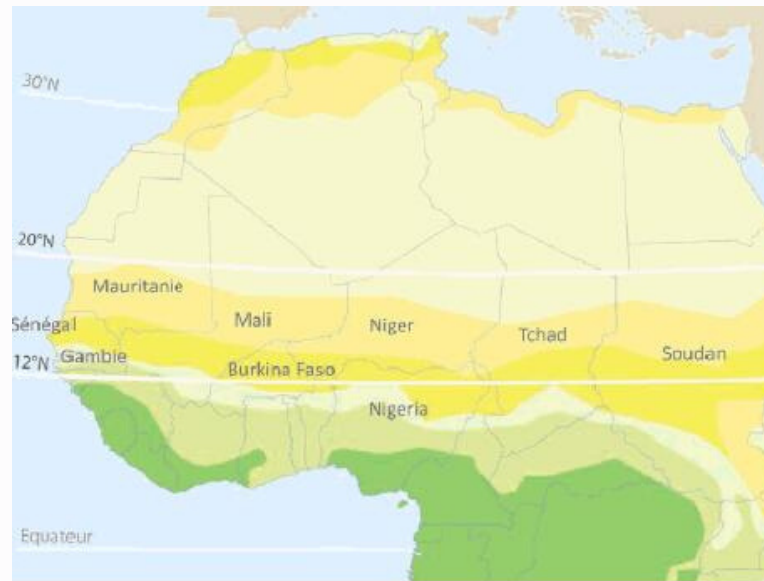 30°N
20°N
Mauritanie
Mali
Niger
Tchad
Soudan
Sénégal
Gambie
12°N
Burkina Faso
Nigeria
Equateur